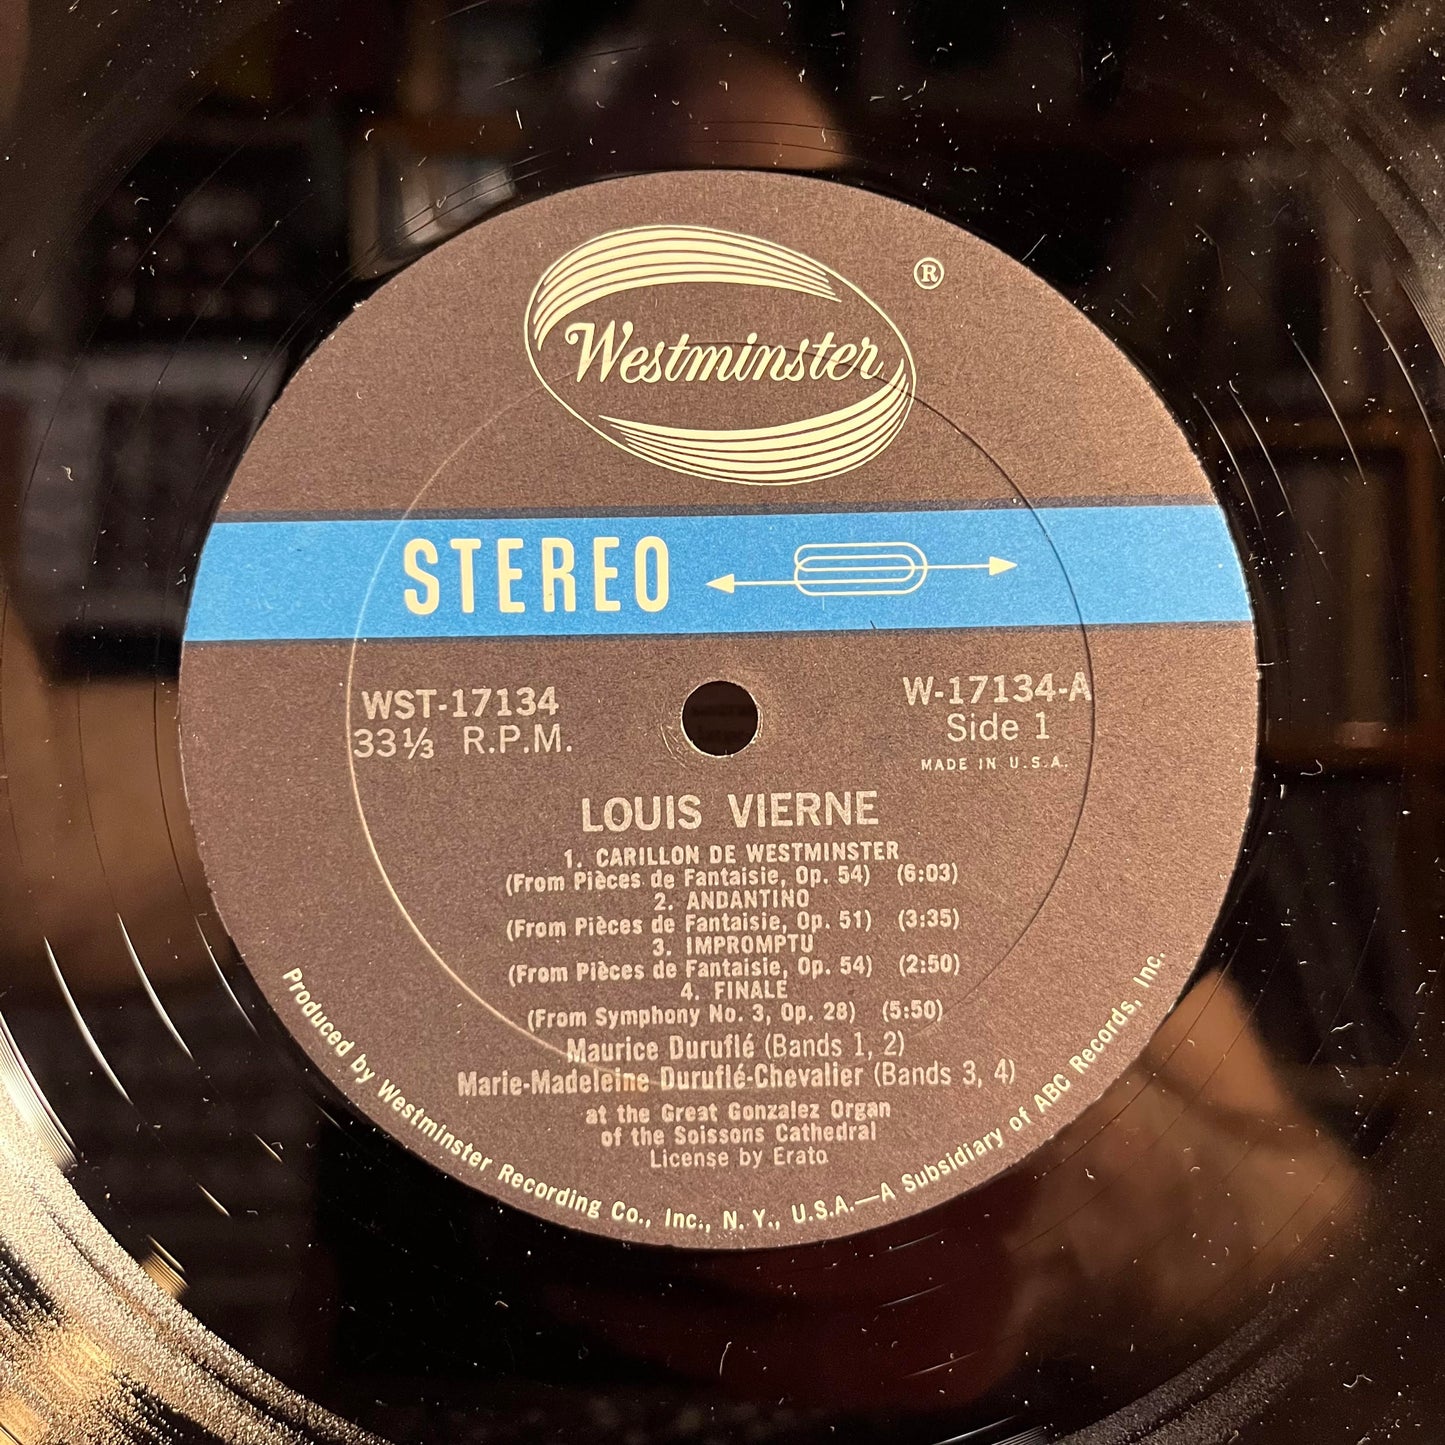 Westminster ®
STEREO
WST-17134
33⅓ R.P.M.
W-17134-A
Side 1
MADE IN U.S.A.
LOUIS VIERNE
1. CARILLON DE WESTMINSTER
(From Pièces de Fantaisie, Op. 54) (6:03)
2. ANDANTINO
(From Pièces de Fantaisie, Op. 51) (3:35)
3. IMPROMPTU
(From Pièces de Fantaisie, Op. 54) (2:50)
4. FINALE
(From Symphony No. 3, Op. 28) (5:50)
Maurice Duruflé (Bands 1, 2)
Marie-Madeleine Duruflé-Chevalier (Bands 3, 4)
at the Great Gonzalez Organ
of the Soissons Cathedral
License by Erato
Produced by Westminster Recording Co., Inc., N. Y., U.S.A.—A Subsidiary of ABC Records, Inc.